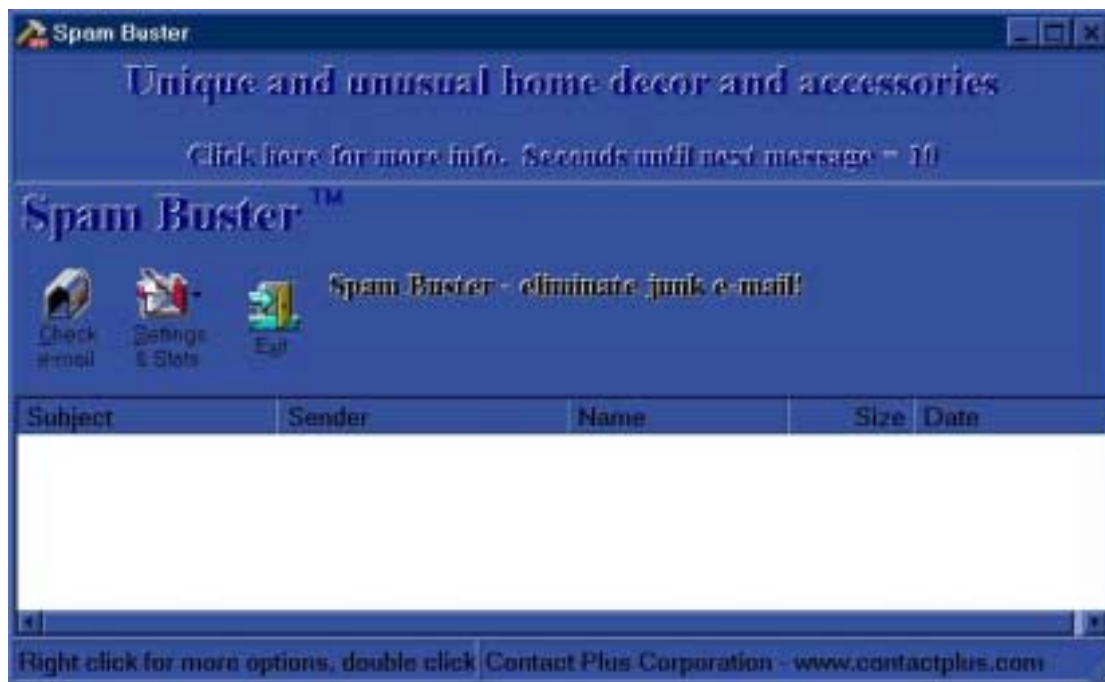 Spam Buster
Unique and unusual home decor and accessories
Click here for more info. Seconds until next message = 10
Spam Buster™
Spam Buster - eliminate junk e-mail!
Check e-mail
Settings & Stats
Exit
Subject Sender Name Size Date
Right click for more options, double click Contact Plus Corporation - www.contactplus.com